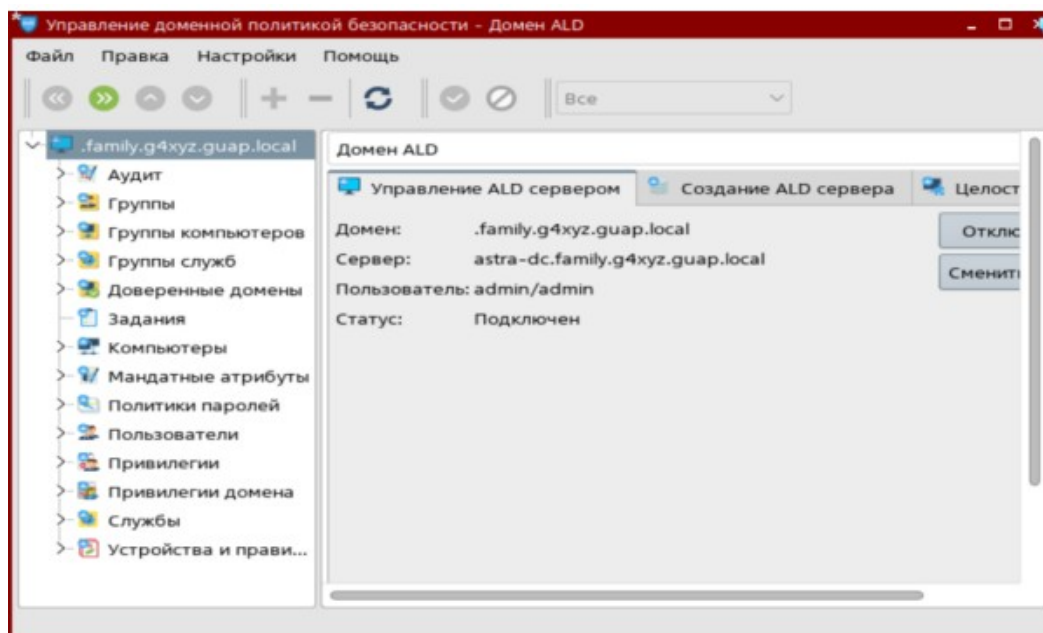 Управление доменной политикой безопасности - Домен ALD
Файл Правка Настройки Помощь
Все
.family.g4xyz.guap.local
Аудит
Группы
Группы компьютеров
Группы служб
Доверенные домены
Задания
Компьютеры
Мандатные атрибуты
Политики паролей
Пользователи
Привилегии
Привилегии домена
Службы
Устройства и прави...
Домен ALD
Управление ALD сервером Создание ALD сервера Целост
Домен: .family.g4xyz.guap.local
Отклю
Сервер: astra-dc.family.g4xyz.guap.local
Сменит
Пользователь: admin/admin
Статус: Подключен